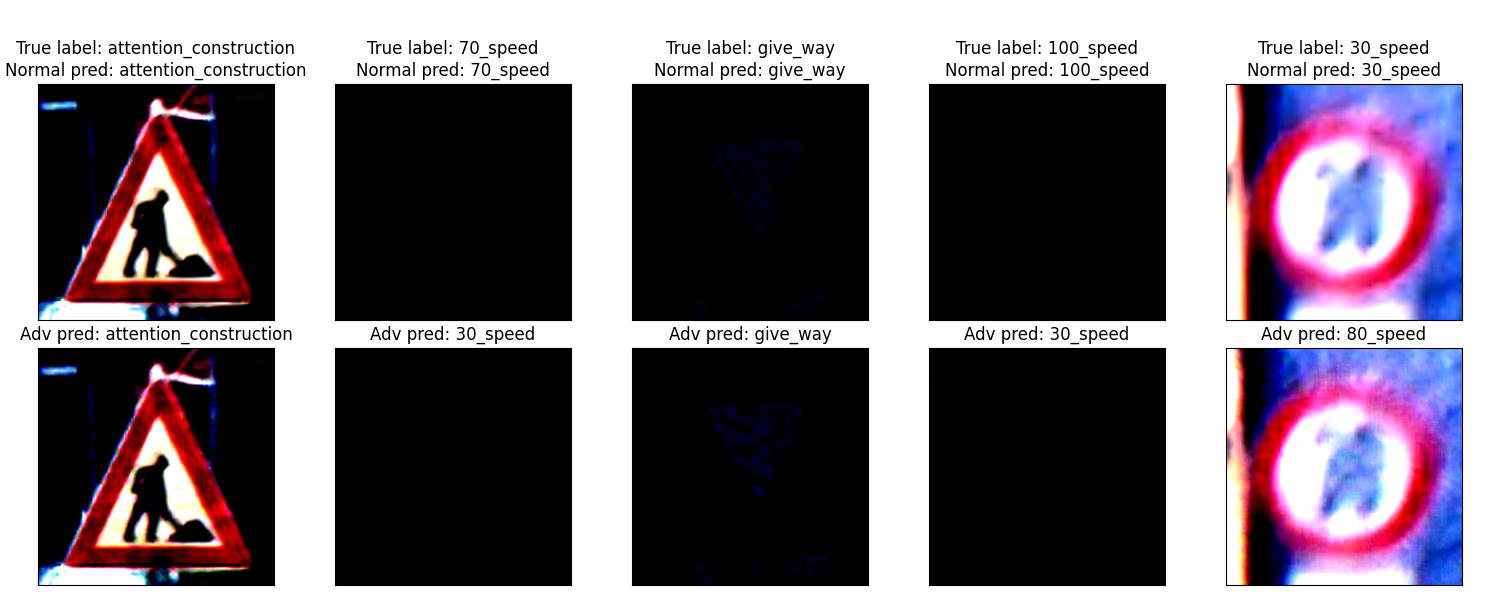 True label: attention_construction
Normal pred: attention_construction
True label: 70_speed
Normal pred: 70_speed
True label: give_way
Normal pred: give_way
True label: 100_speed
Normal pred: 100_speed
True label: 30_speed
Normal pred: 30_speed
Adv pred: attention_construction
Adv pred: 30_speed
Adv pred: give_way
Adv pred: 30_speed
Adv pred: 80_speed